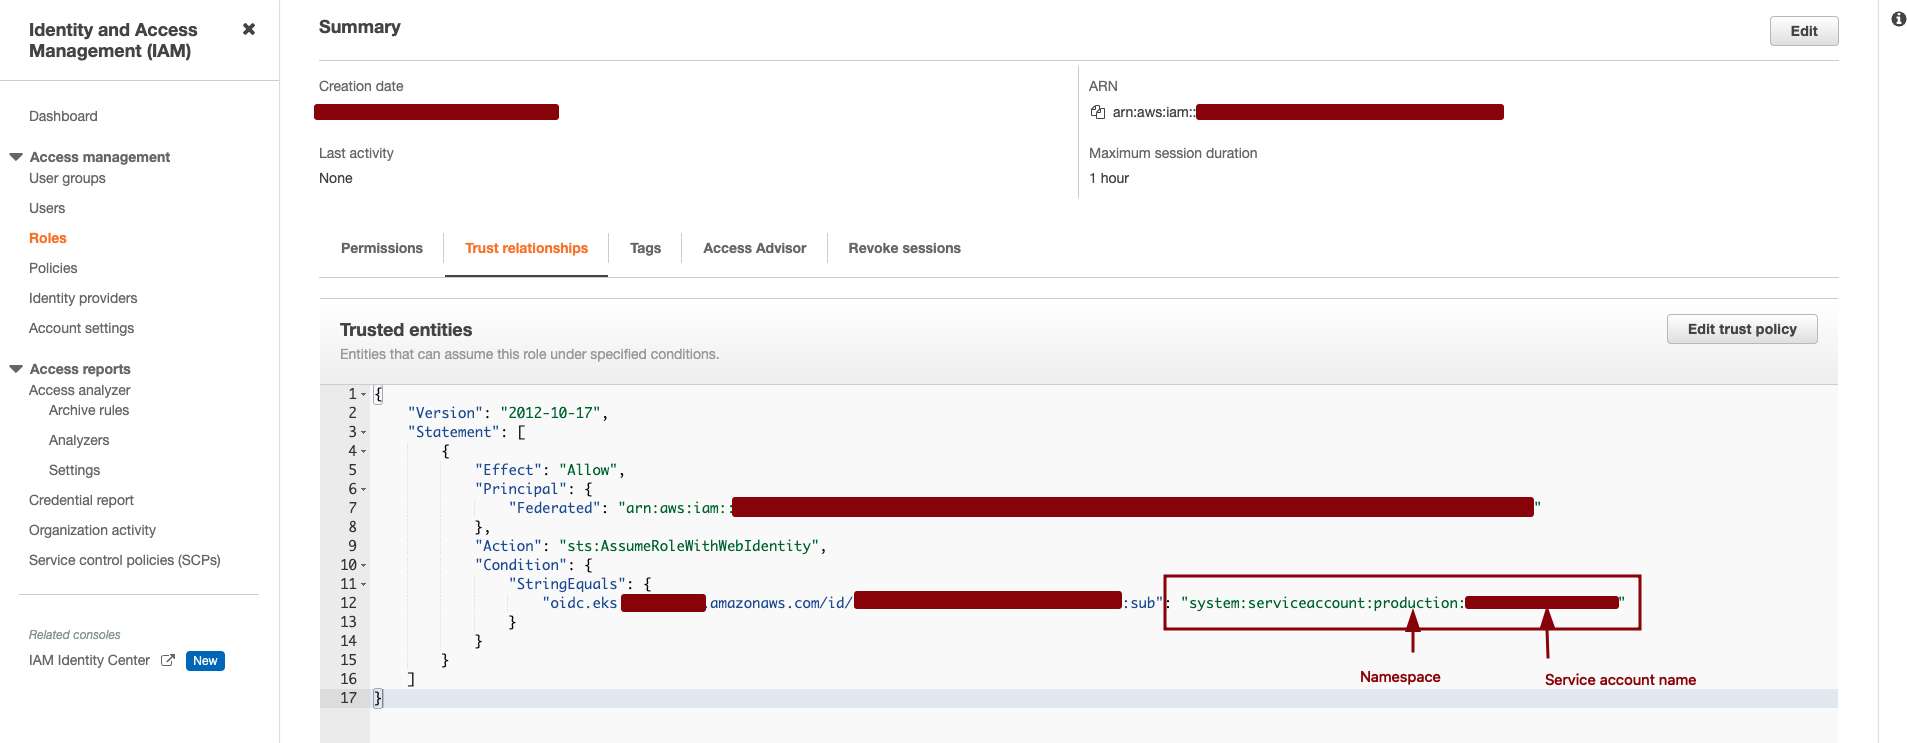 Identity and Access
Management (IAM)
Dashboard
Access management
User groups
Users
Roles
Policies
Identity providers
Account settings
Access reports
Access analyzer
Archive rules
Analyzers
Settings
Credential report
Organization activity
Service control policies (SCPs)
Related consoles
IAM Identity Center New
Summary
Edit
Creation date
ARN
arn:aws:iam::
Last activity
None
Maximum session duration
1 hour
Permissions
Trust relationships
Tags
Access Advisor
Revoke sessions
Trusted entities
Entities that can assume this role under specified conditions.
Edit trust policy
1 {
2 "Version": "2012-10-17",
3 "Statement": [
4 {
5 "Effect": "Allow",
6 "Principal": {
7 "Federated": "arn:aws:iam:: "
8 },
9 "Action": "sts:AssumeRoleWithWebIdentity",
10 "Condition": {
11 "StringEquals": {
12 "oidc.eks .amazonaws.com/id/ :sub": "system:serviceaccount:production: "
13 }
14 }
15 }
16 ]
17 }
Namespace
Service account name